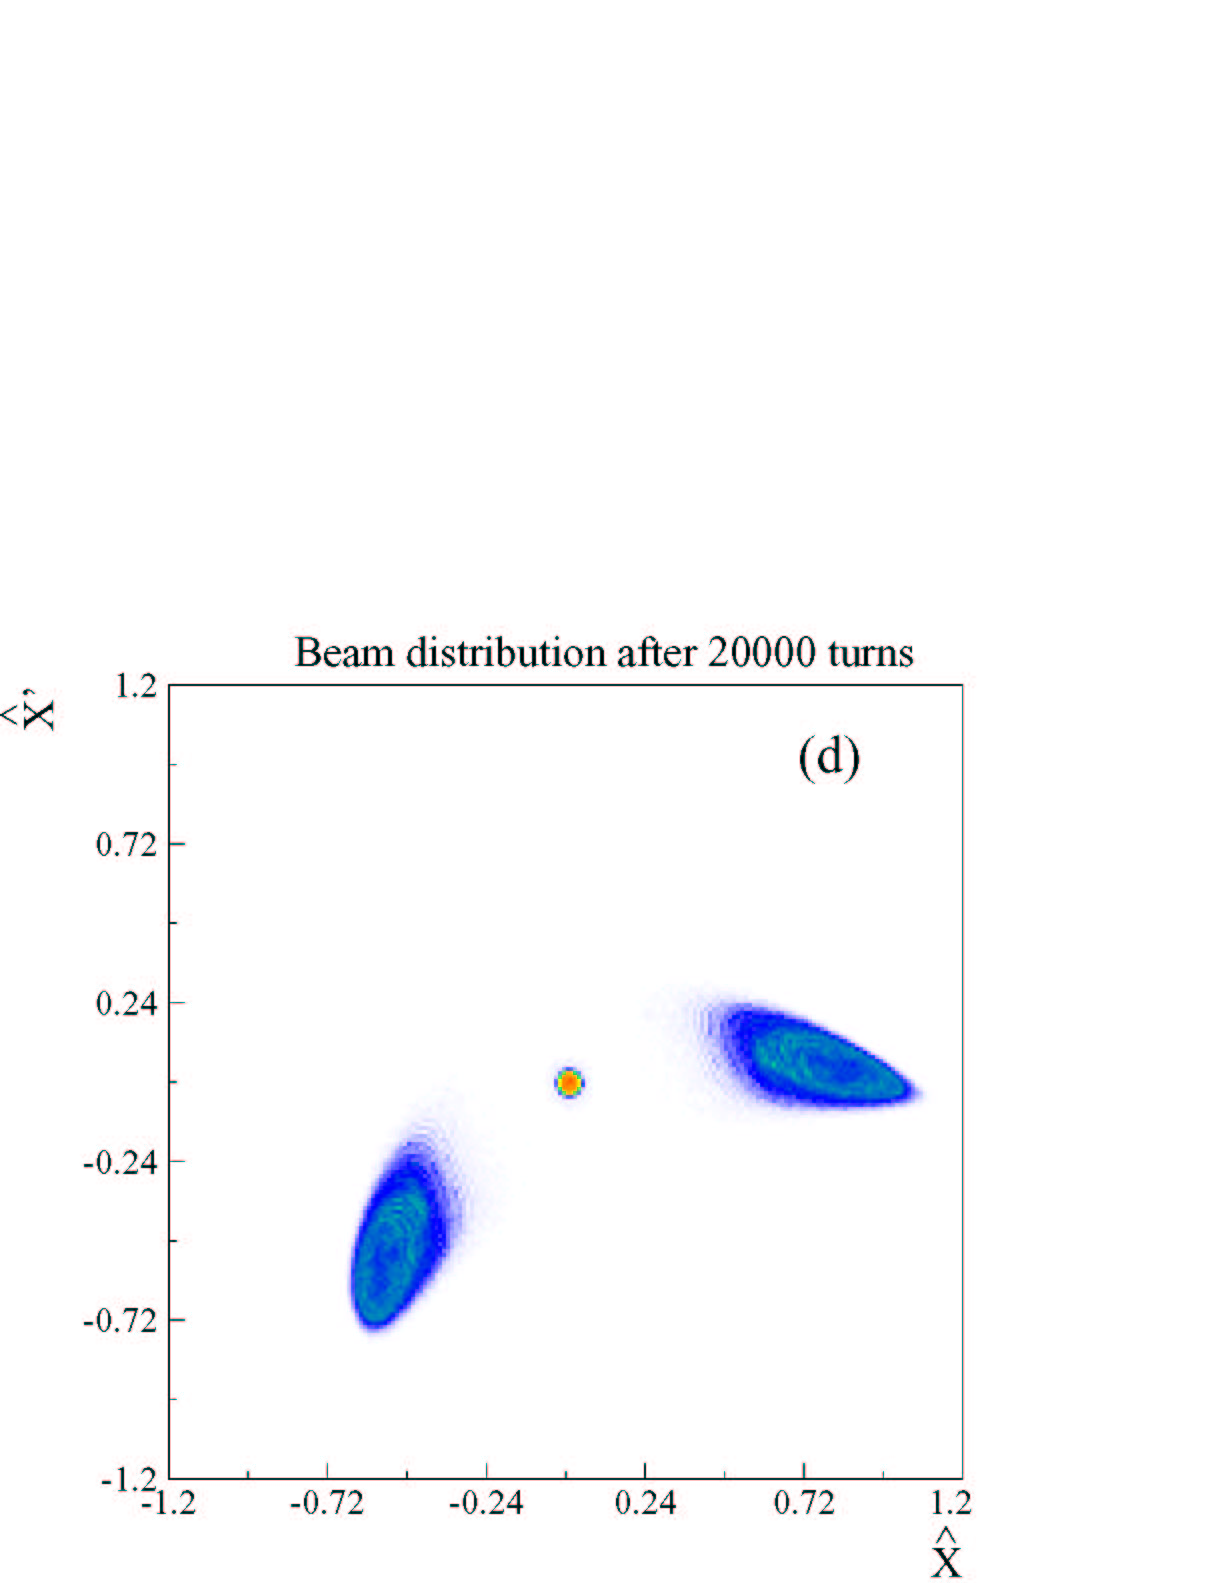 Beam distribution after 20000 turns
1.2
X̂'
(d)
0.72
0.24
-0.24
-0.72
-1.2
-1.2 -0.72 -0.24 0.24 0.72 1.2
X̂